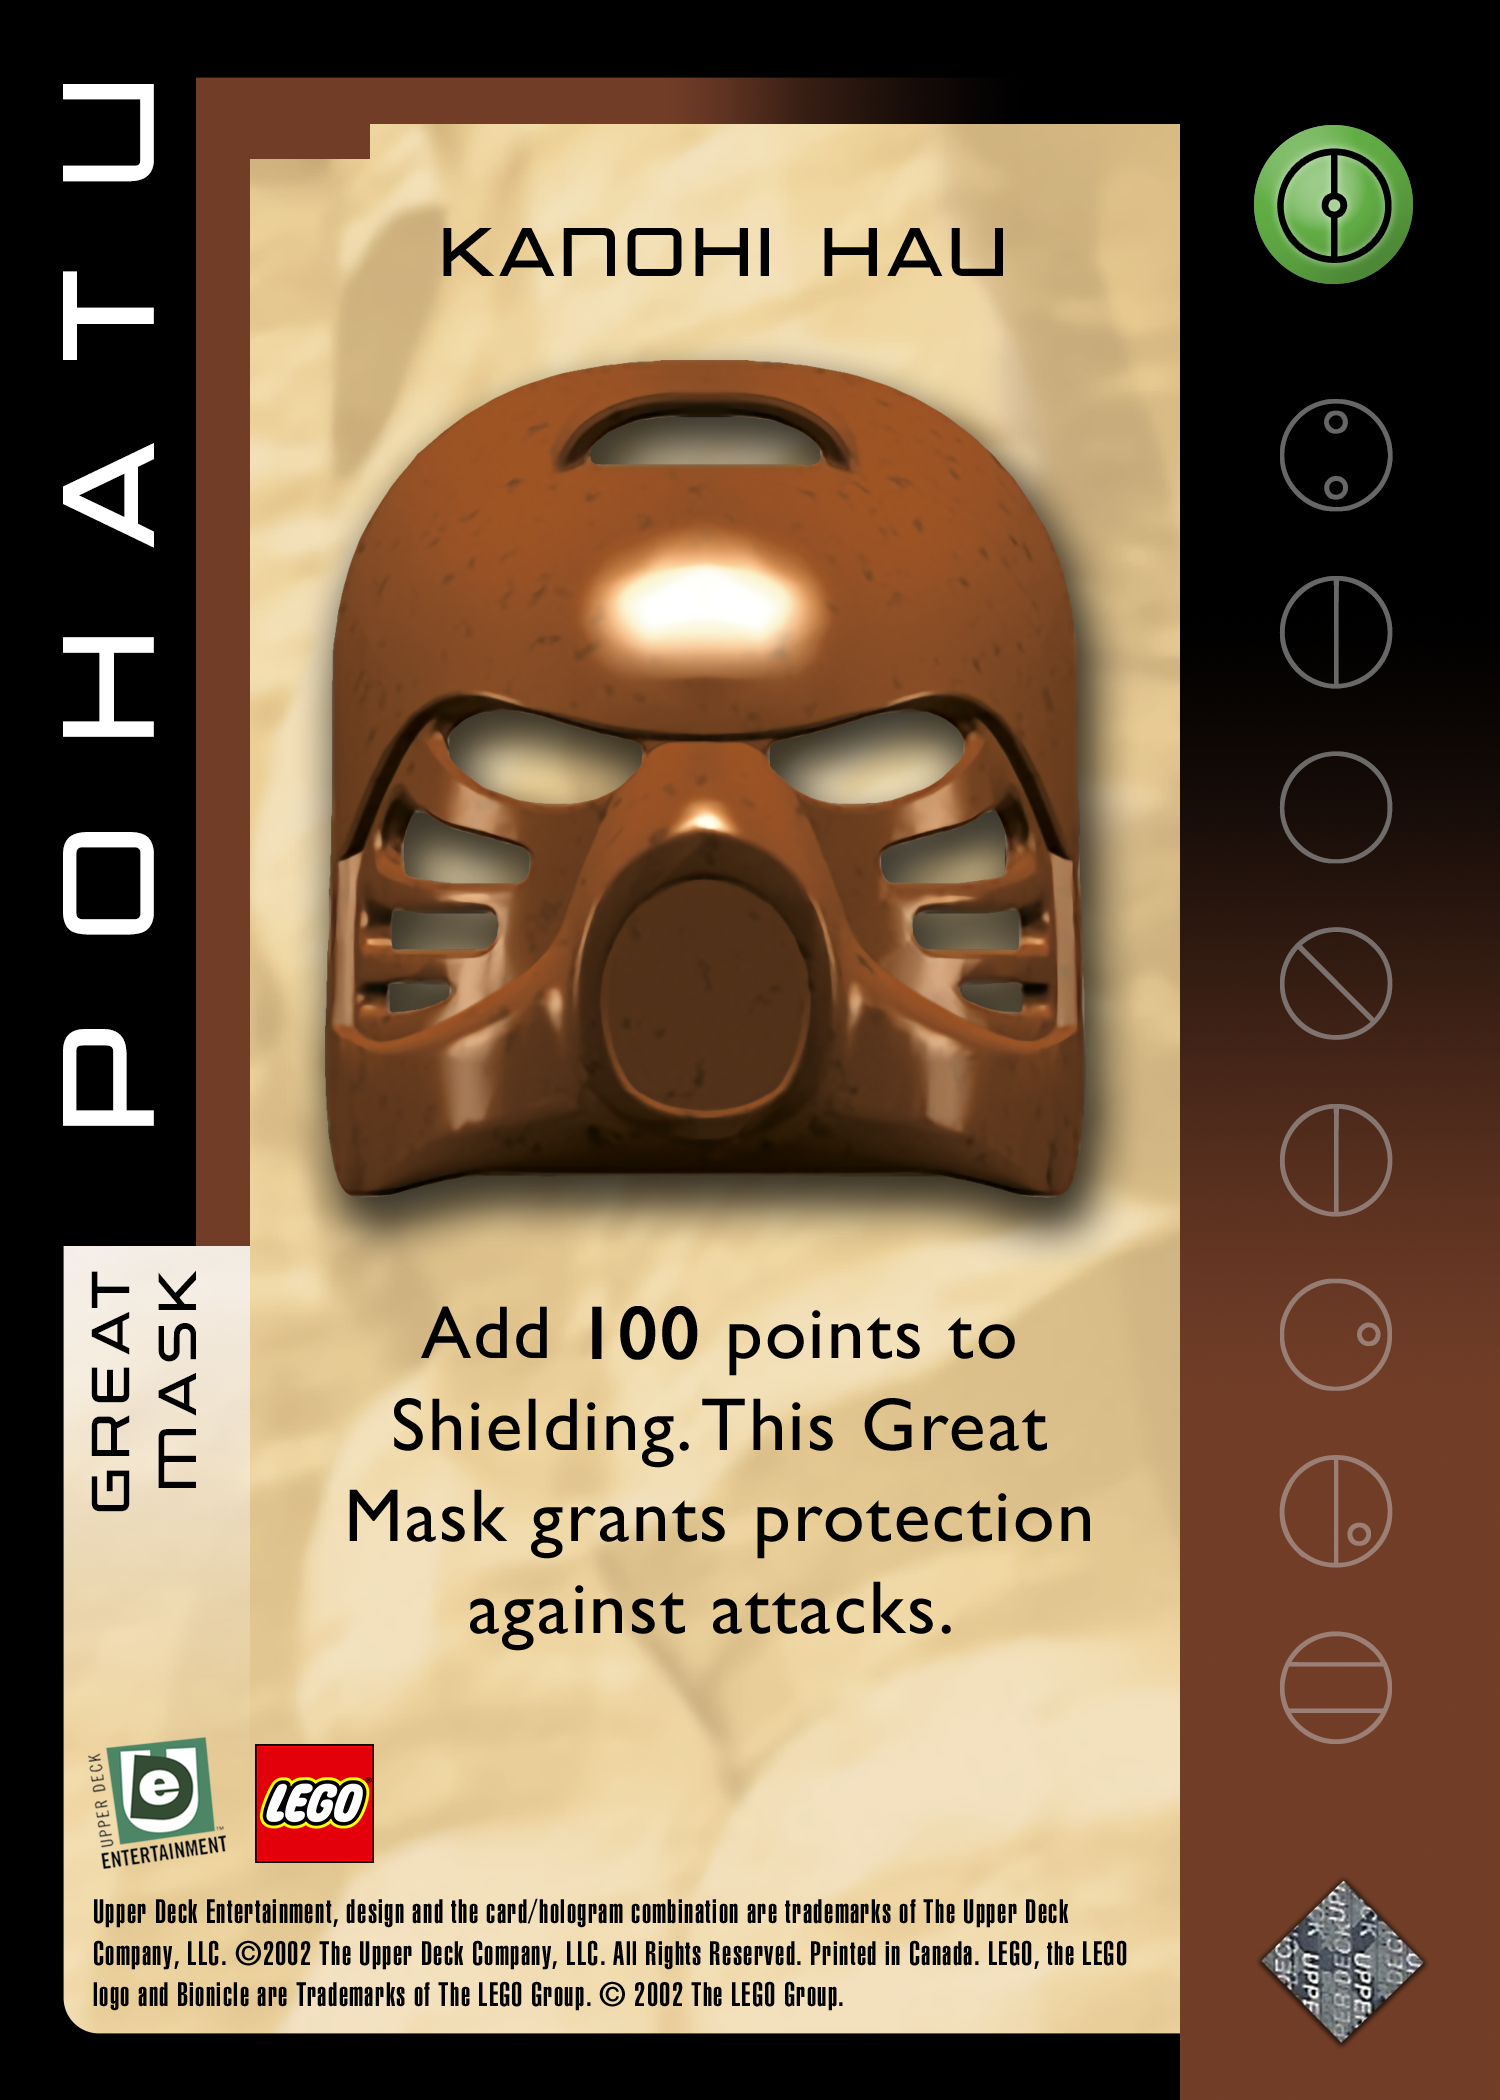 POHATU
KANOHI HAU
GREAT
MASK
Add 100 points to
Shielding. This Great
Mask grants protection
against attacks.
UPPER DECK
ENTERTAINMENT
LEGO
Upper Deck Entertainment, design and the card/hologram combination are trademarks of The Upper Deck
Company, LLC. ©2002 The Upper Deck Company, LLC. All Rights Reserved. Printed in Canada. LEGO, the LEGO
logo and Bionicle are Trademarks of The LEGO Group. © 2002 The LEGO Group.